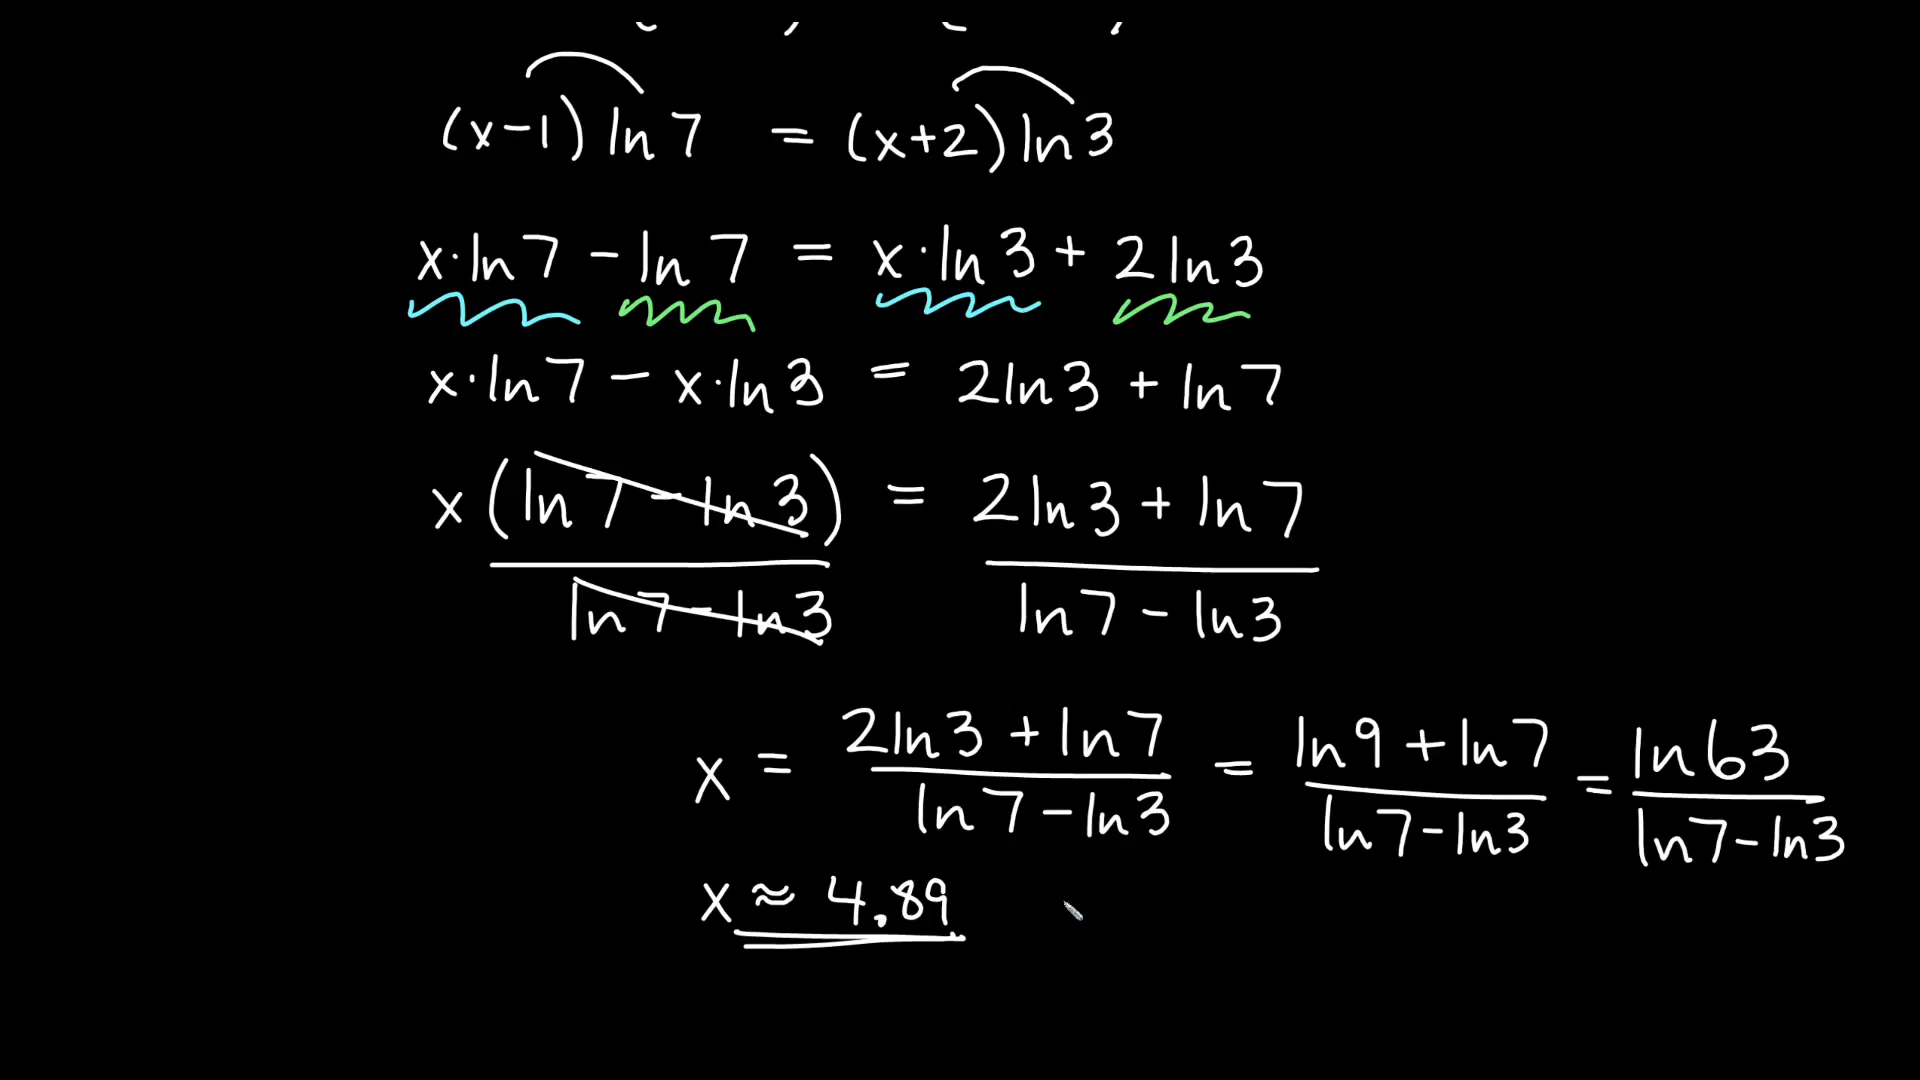 (x-1) ln 7 = (x+2) ln 3
x·ln 7 - ln 7 = x·ln 3 + 2 ln 3
x·ln 7 - x·ln 3 = 2 ln 3 + ln 7
x (ln 7 - ln 3) = 2 ln 3 + ln 7
ln 7 - ln 3 ln 7 - ln 3
x = 2 ln 3 + ln 7 = ln 9 + ln 7 = ln 63
ln 7 - ln 3 ln 7 - ln 3 ln 7 - ln 3
x ≈ 4.89